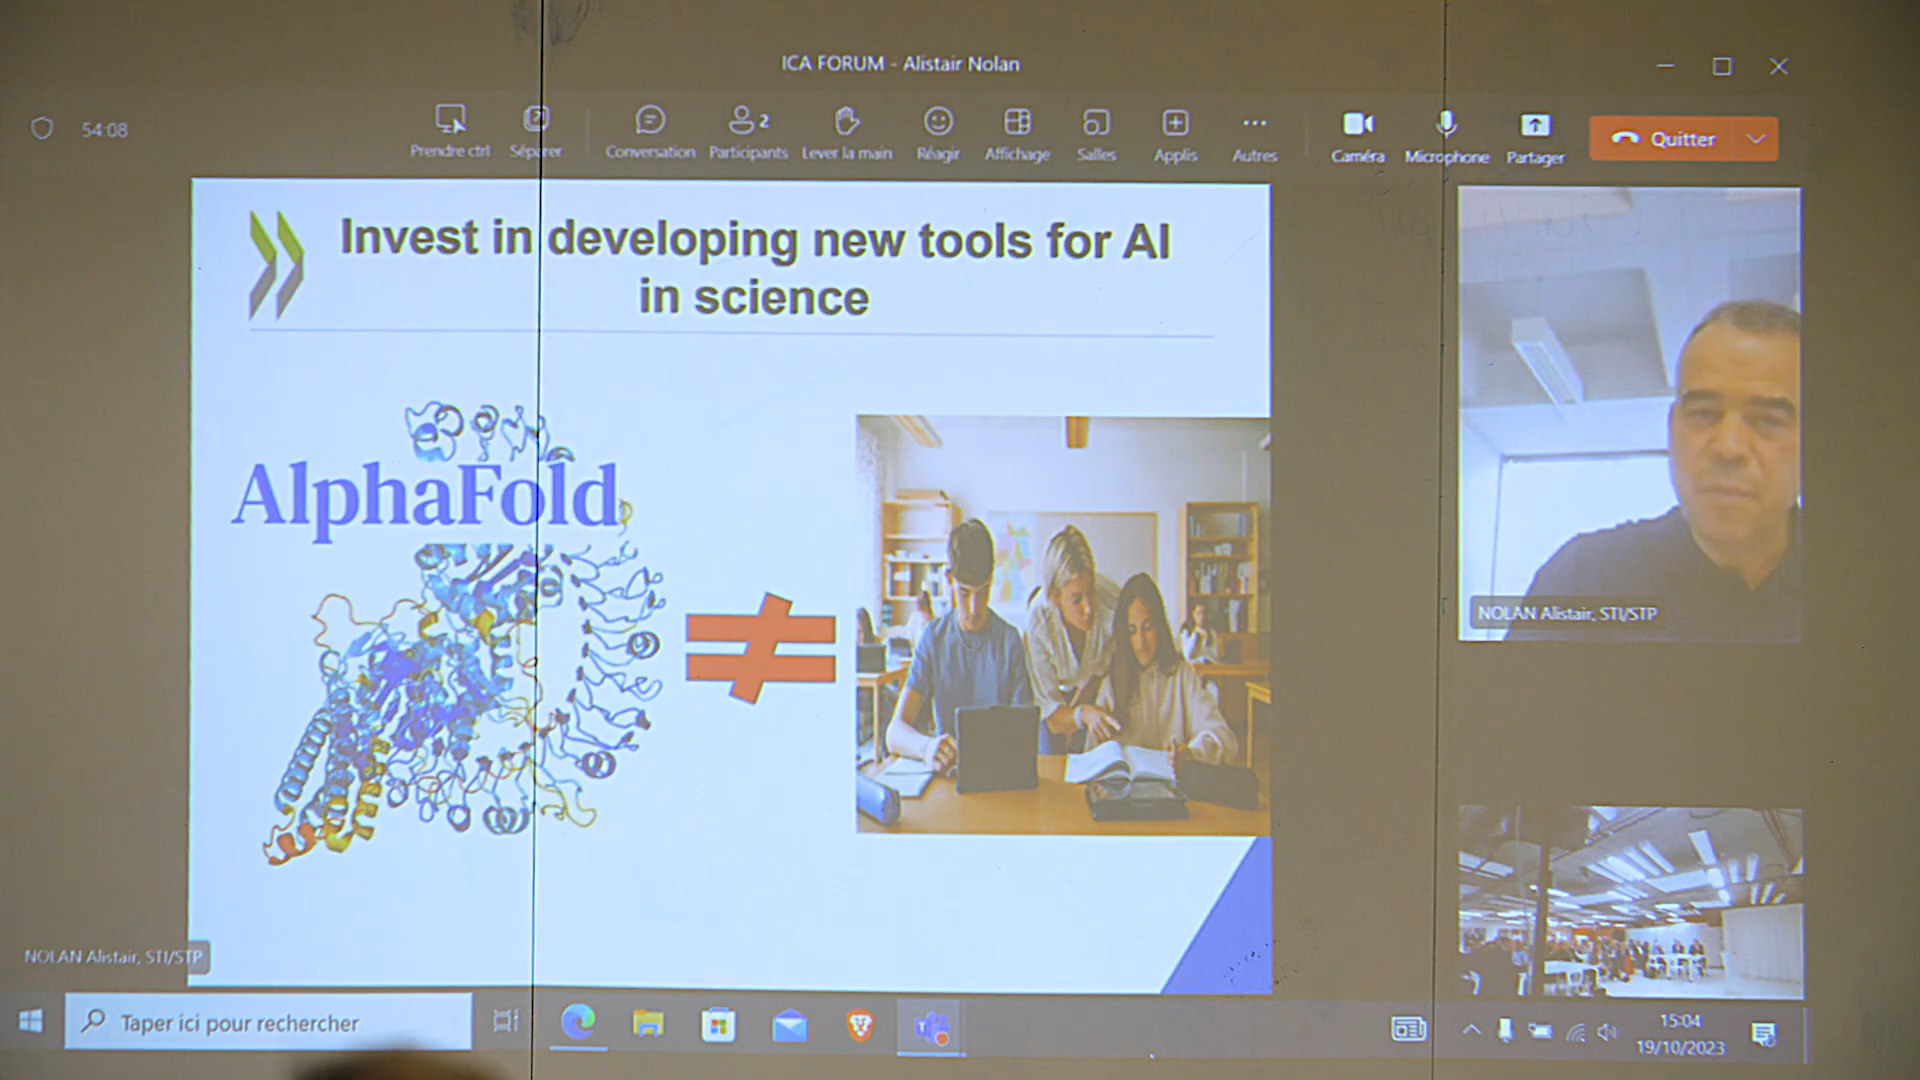 ICA FORUM - Alistair Nolan
54:08
Prendre ctrl
Séparer
Conversation
2
Participants
Lever la main
Réagir
Affichage
Salles
Applis
Autres
Caméra
Microphone
Partager
Quitter
Invest in developing new tools for AI
in science
AlphaFold
NOLAN Alistair, STI/STP
NOLAN Alistair, STI/STP
Taper ici pour rechercher
15:04
19/10/2023